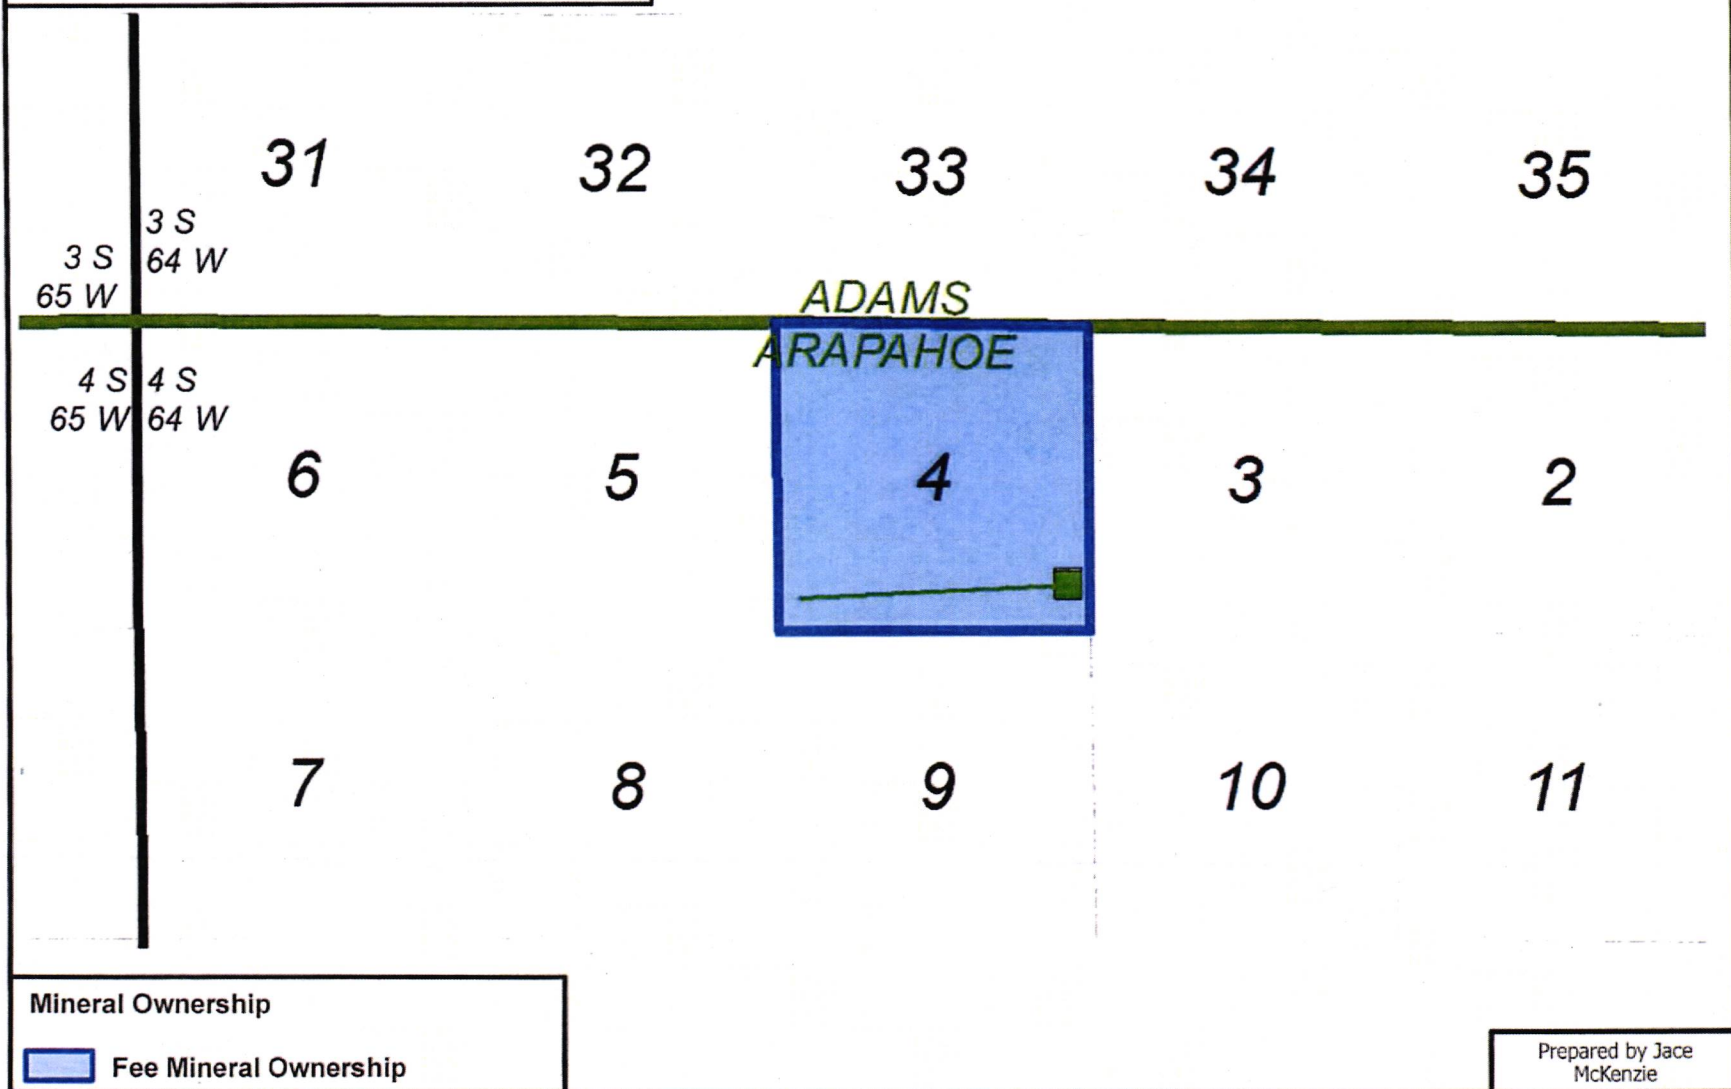 31 32 33 34 35
3 S
3 S 64 W
65 W
ADAMS
ARAPAHOE
4 S 4 S
65 W 64 W
6 5 4 3 2
7 8 9 10 11
Mineral Ownership
Fee Mineral Ownership
Prepared by Jace
McKenzie